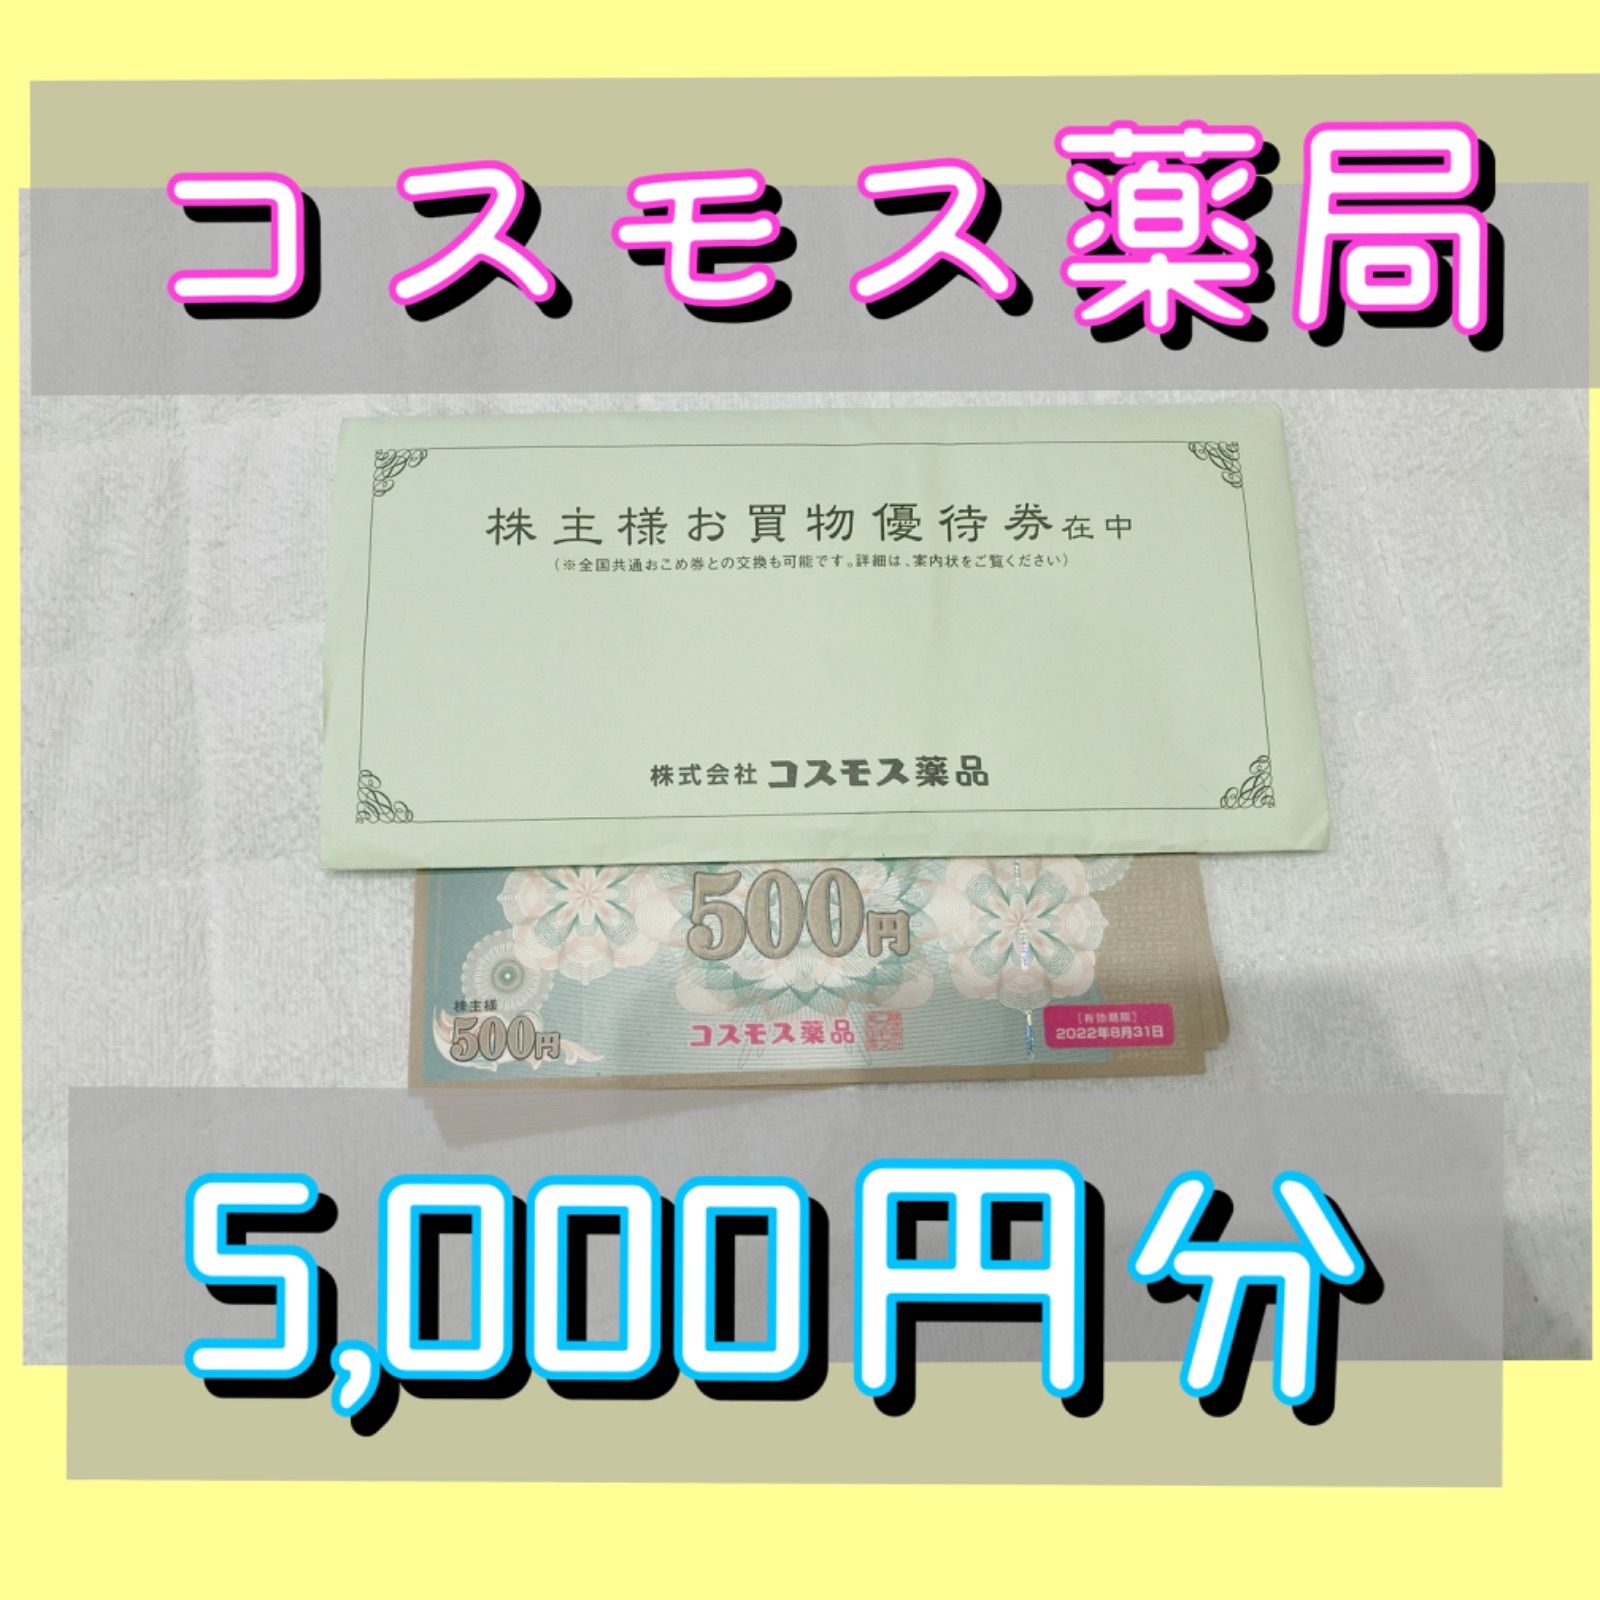 コスモス薬局
株主様お買物優待券在中
(※全国共通おこめ券との交換も可能です。詳細は、案内状をご覧ください)
株式会社 コスモス薬品
500円
株主様
500円
コスモス薬品
[有効期限]
2022年8月31日
5,000円分